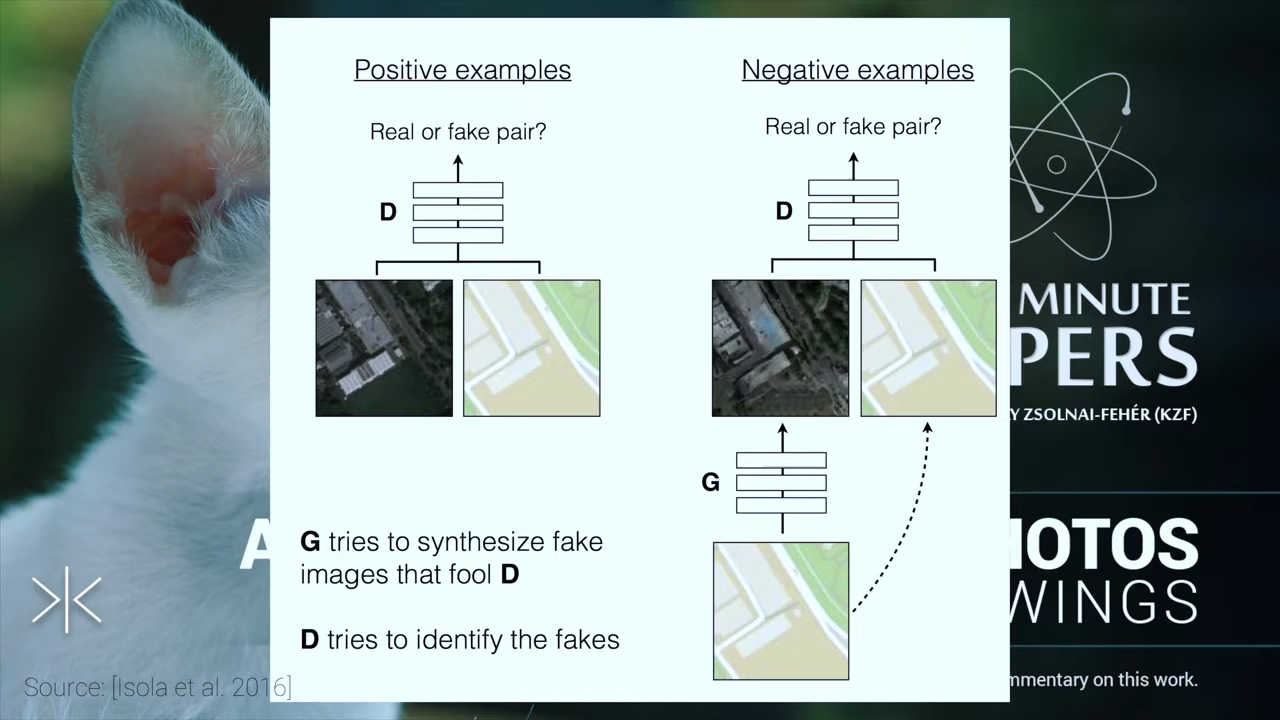 Positive examples
Real or fake pair?
D
Negative examples
Real or fake pair?
D
G
G tries to synthesize fake
images that fool D
D tries to identify the fakes
MINUTE
PERS
Y ZSOLNAI-FEHÉR (KZF)
A
HOTOS
WINGS
mmentary on this work.
Source: [Isola et al. 2016]